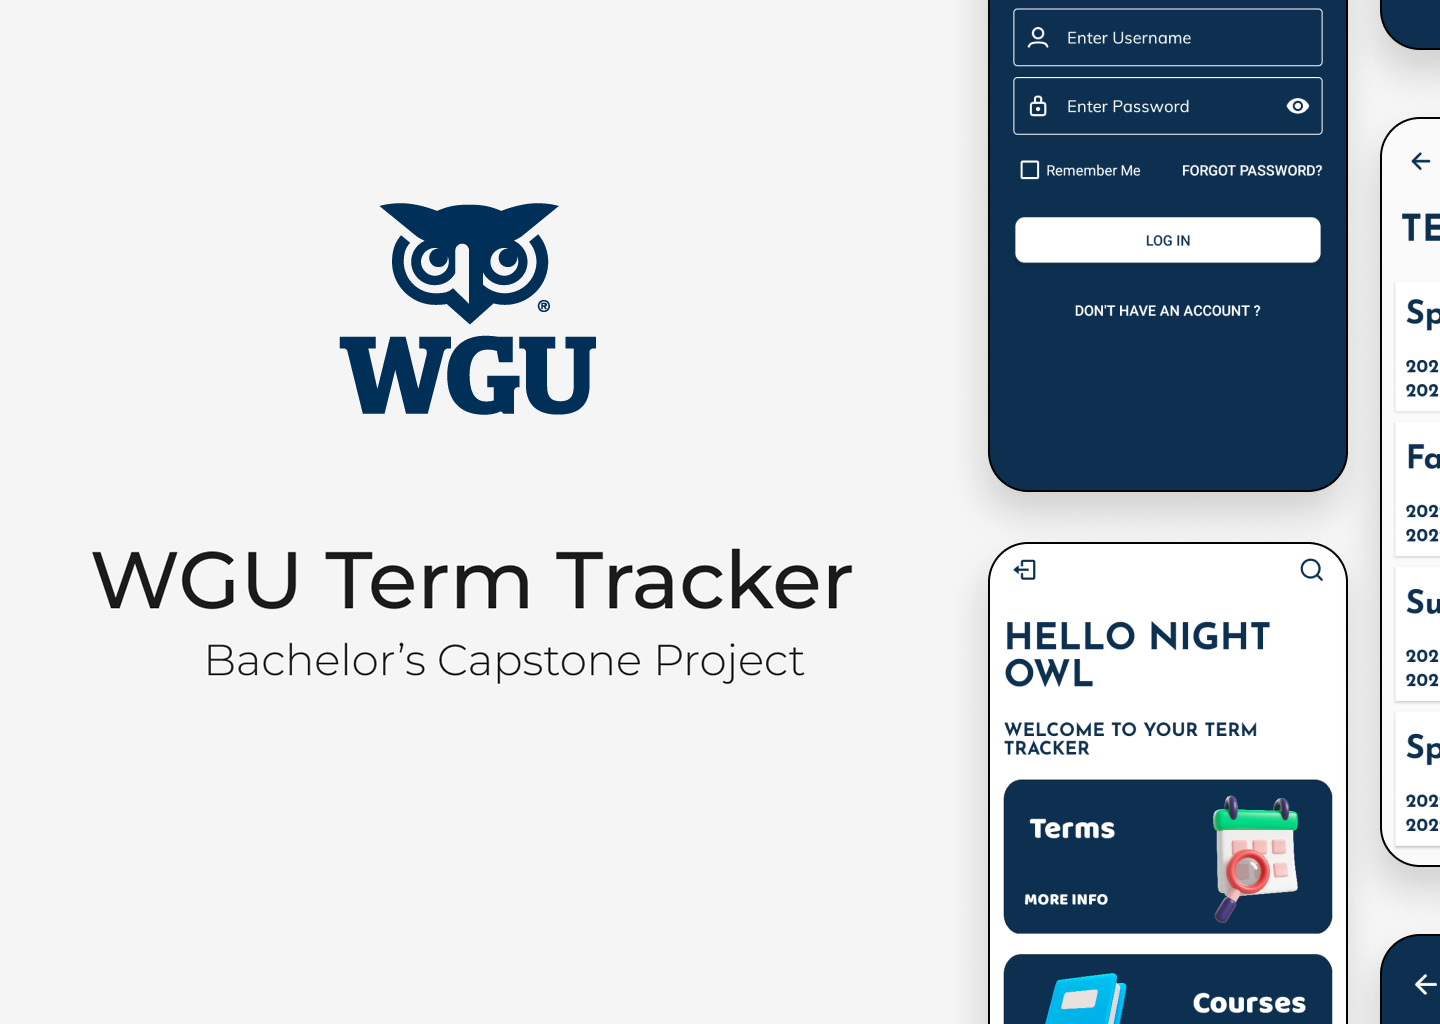 ®
WGU
WGU Term Tracker
Bachelor’s Capstone Project
Enter Username
Enter Password
Remember Me
FORGOT PASSWORD?
LOG IN
DON'T HAVE AN ACCOUNT ?
HELLO NIGHT
OWL
WELCOME TO YOUR TERM
TRACKER
Terms
MORE INFO
Courses
TE
Sp
202
202
Fa
202
202
Su
202
202
Sp
202
202